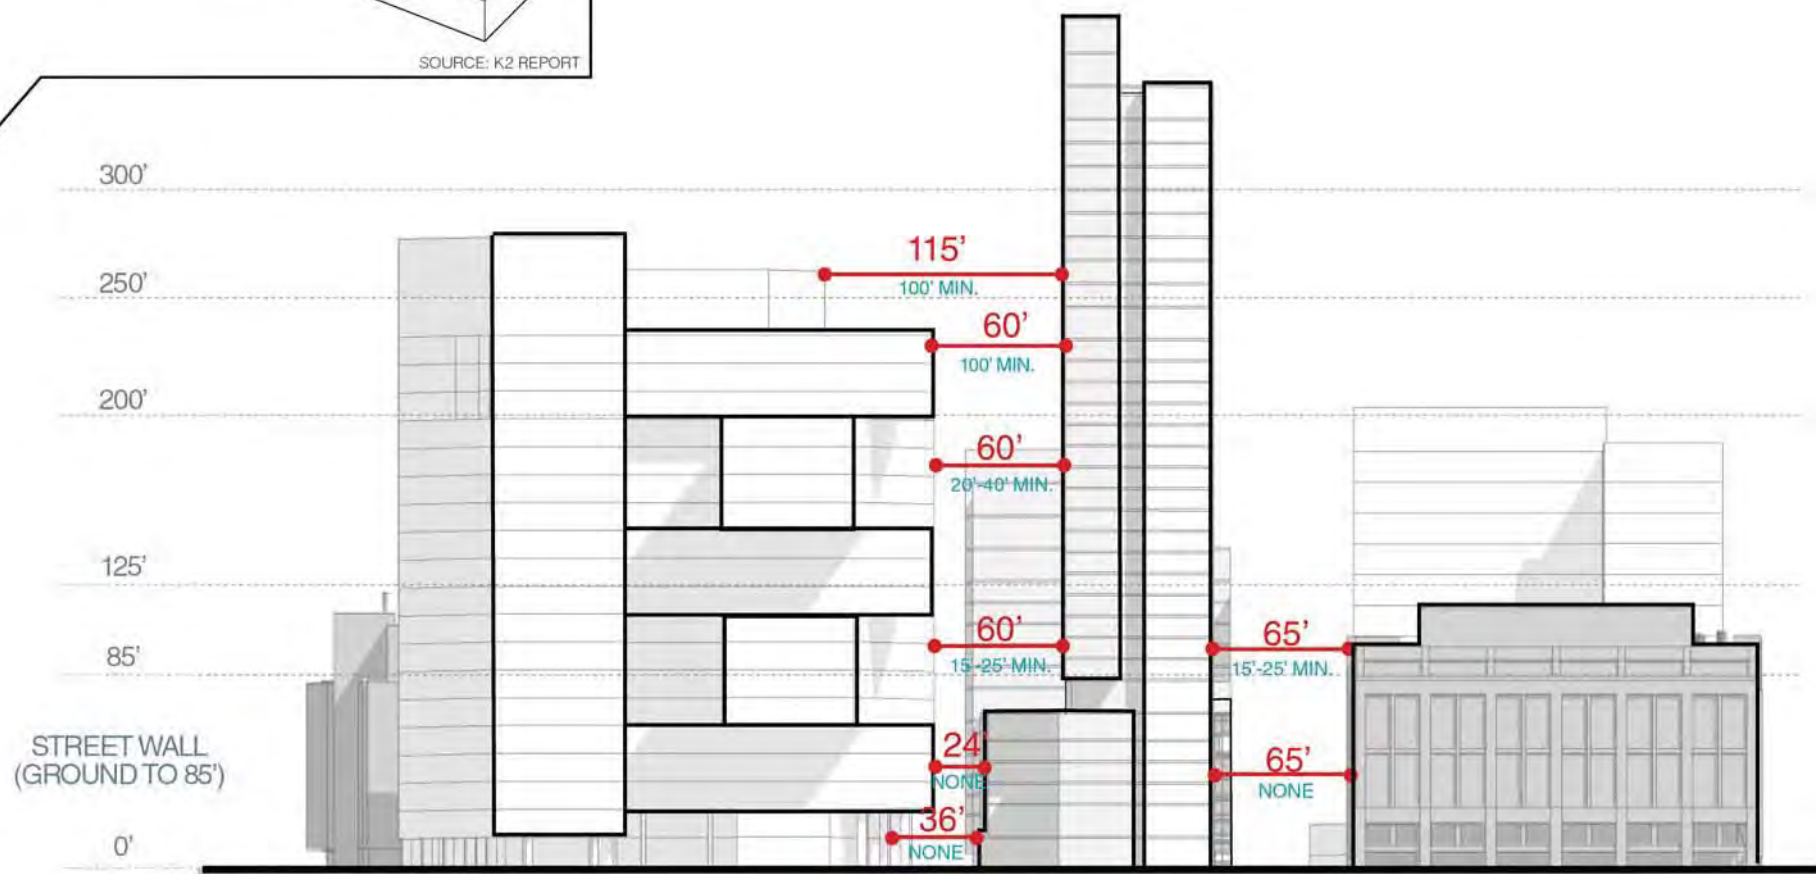 SOURCE: K2 REPORT
300’
115’
250’
100’ MIN.
60’
100’ MIN.
200’
60’
20’-40’ MIN.
125’
60’
65’
85’
15’-25’ MIN.
15’-25’ MIN.
STREET WALL
(GROUND TO 85’)
24’
NONE
65’
NONE
36’
NONE
0’